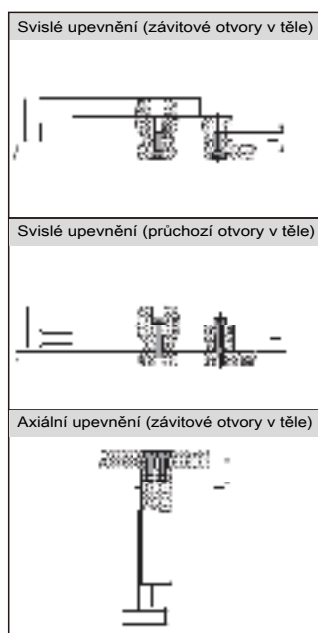 Svislé upevnění (závitové otvory v těle)
Svislé upevnění (průchozí otvory v těle)
Axiální upevnění (závitové otvory v těle)